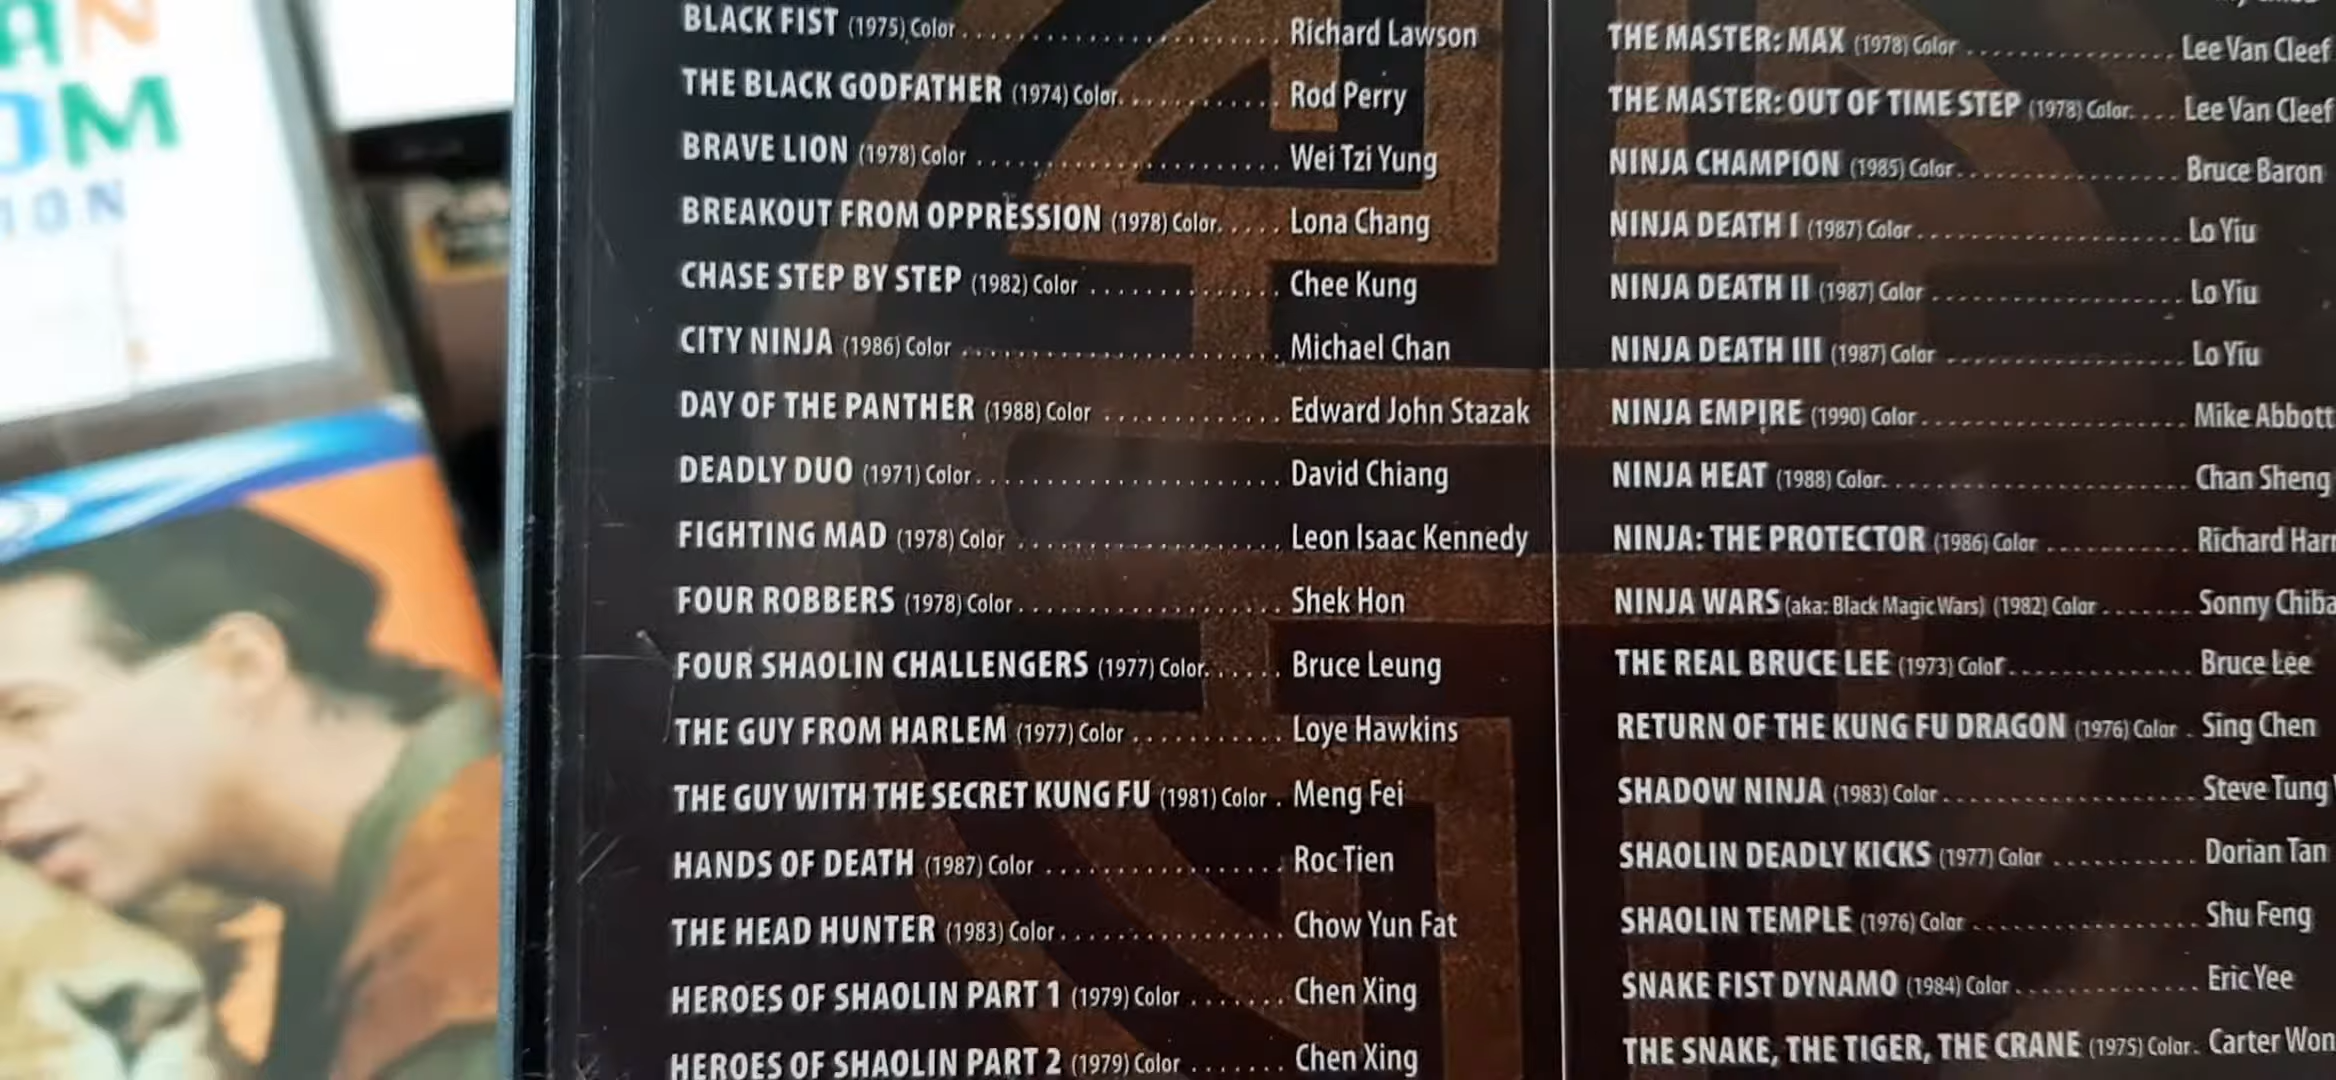 AN
OM
ION
BLACK FIST (1975) Color........................ Richard Lawson
THE BLACK GODFATHER (1974) Color............ Rod Perry
BRAVE LION (1978) Color....................... Wei Tzi Yung
BREAKOUT FROM OPPRESSION (1978) Color..... Lona Chang
CHASE STEP BY STEP (1982) Color.............. Chee Kung
CITY NINJA (1986) Color........................ Michael Chan
DAY OF THE PANTHER (1988) Color............. Edward John Stazak
DEADLY DUO (1971) Color....................... David Chiang
FIGHTING MAD (1978) Color.................... Leon Isaac Kennedy
FOUR ROBBERS (1978) Color.................... Shek Hon
FOUR SHAOLIN CHALLENGERS (1977) Color...... Bruce Leung
THE GUY FROM HARLEM (1977) Color........... Loye Hawkins
THE GUY WITH THE SECRET KUNG FU (1981) Color . Meng Fei
HANDS OF DEATH (1987) Color.................. Roc Tien
THE HEAD HUNTER (1983) Color................. Chow Yun Fat
HEROES OF SHAOLIN PART 1 (1979) Color....... Chen Xing
HEROES OF SHAOLIN PART 2 (1979) Color....... Chen Xing
THE MASTER: MAX (1978) Color................ Lee Van Cleef
THE MASTER: OUT OF TIME STEP (1978) Color.... Lee Van Cleef
NINJA CHAMPION (1985) Color................. Bruce Baron
NINJA DEATH I (1987) Color.................... Lo Yiu
NINJA DEATH II (1987) Color................... Lo Yiu
NINJA DEATH III (1987) Color.................. Lo Yiu
NINJA EMPIRE (1990) Color.................... Mike Abbott
NINJA HEAT (1988) Color....................... Chan Sheng
NINJA: THE PROTECTOR (1986) Color........... Richard Harr
NINJA WARS (aka: Black Magic Wars) (1982) Color....... Sonny Chiba
THE REAL BRUCE LEE (1973) Color.............. Bruce Lee
RETURN OF THE KUNG FU DRAGON (1976) Color . Sing Chen
SHADOW NINJA (1983) Color................... Steve Tung
SHAOLIN DEADLY KICKS (1977) Color........... Dorian Tan
SHAOLIN TEMPLE (1976) Color................. Shu Feng
SNAKE FIST DYNAMO (1984) Color.............. Eric Yee
THE SNAKE, THE TIGER, THE CRANE (1975) Color. Carter Won